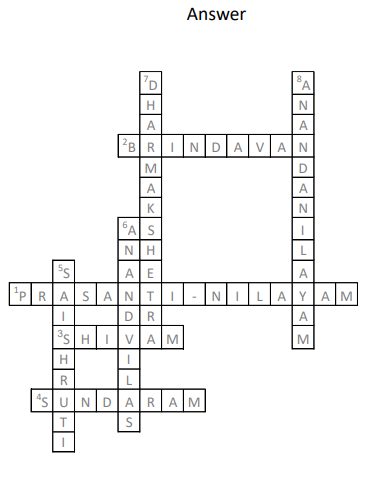 Answer
7D 8A
H N
A A
2B R I N D A V A N
M D
A A
K N
6A S I
N H L
5S A E A
1P R A S A N T I - N I L A Y A M
I D R A
3S H I V A M M
H I
R L
4S U N D A R A M
T S
I